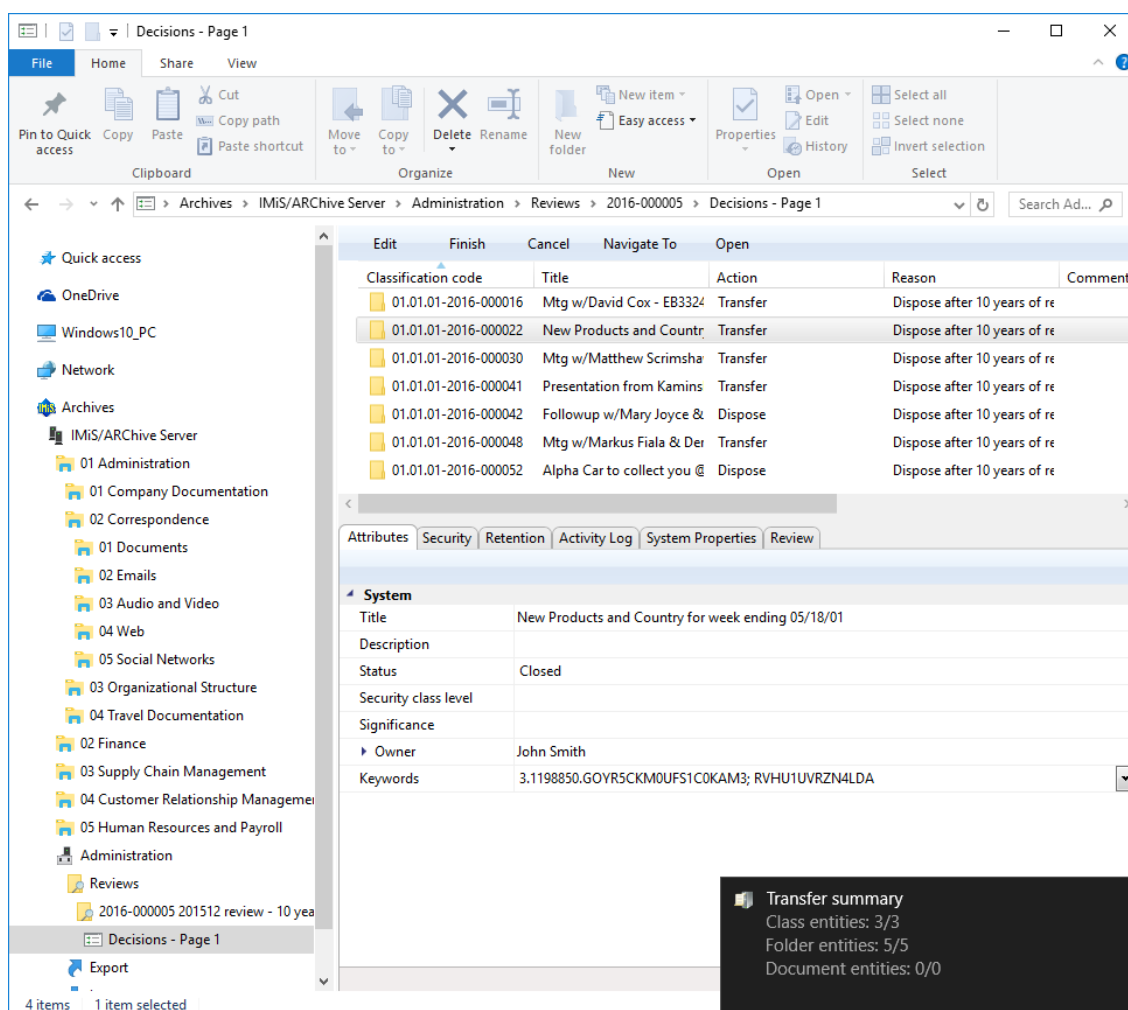 Decisions - Page 1
File Home Share View
Pin to Quick access
Copy
Paste
Cut
Copy path
Paste shortcut
Move to
Copy to
Delete
Rename
New folder
New item
Easy access
Properties
Open
Edit
History
Select all
Select none
Invert selection
Clipboard Organize New Open Select
Archives > IMiS/ARChive Server > Administration > Reviews > 2016-000005 > Decisions - Page 1
Search Ad...
Quick access
OneDrive
Windows10_PC
Network
Archives
IMiS/ARChive Server
01 Administration
01 Company Documentation
02 Correspondence
01 Documents
02 Emails
03 Audio and Video
04 Web
05 Social Networks
03 Organizational Structure
04 Travel Documentation
02 Finance
03 Supply Chain Management
04 Customer Relationship Manageme
05 Human Resources and Payroll
Administration
Reviews
2016-000005 201512 review - 10 yea
Decisions - Page 1
Export
Edit Finish Cancel Navigate To Open
Classification code Title Action Reason Comment
01.01.01-2016-000016 Mtg w/David Cox - EB3324 Transfer Dispose after 10 years of re
01.01.01-2016-000022 New Products and Countr Transfer Dispose after 10 years of re
01.01.01-2016-000030 Mtg w/Matthew Scrimsha Transfer Dispose after 10 years of re
01.01.01-2016-000041 Presentation from Kamins Transfer Dispose after 10 years of re
01.01.01-2016-000042 Followup w/Mary Joyce & Dispose Dispose after 10 years of re
01.01.01-2016-000048 Mtg w/Markus Fiala & Der Transfer Dispose after 10 years of re
01.01.01-2016-000052 Alpha Car to collect you @ Dispose Dispose after 10 years of re
Attributes Security Retention Activity Log System Properties Review
System
Title New Products and Country for week ending 05/18/01
Description
Status Closed
Security class level
Significance
Owner John Smith
Keywords 3.1198850.GOYR5CKM0UFS1C0KAM3; RVHU1UVRZN4LDA
Transfer summary
Class entities: 3/3
Folder entities: 5/5
Document entities: 0/0
4 items 1 item selected